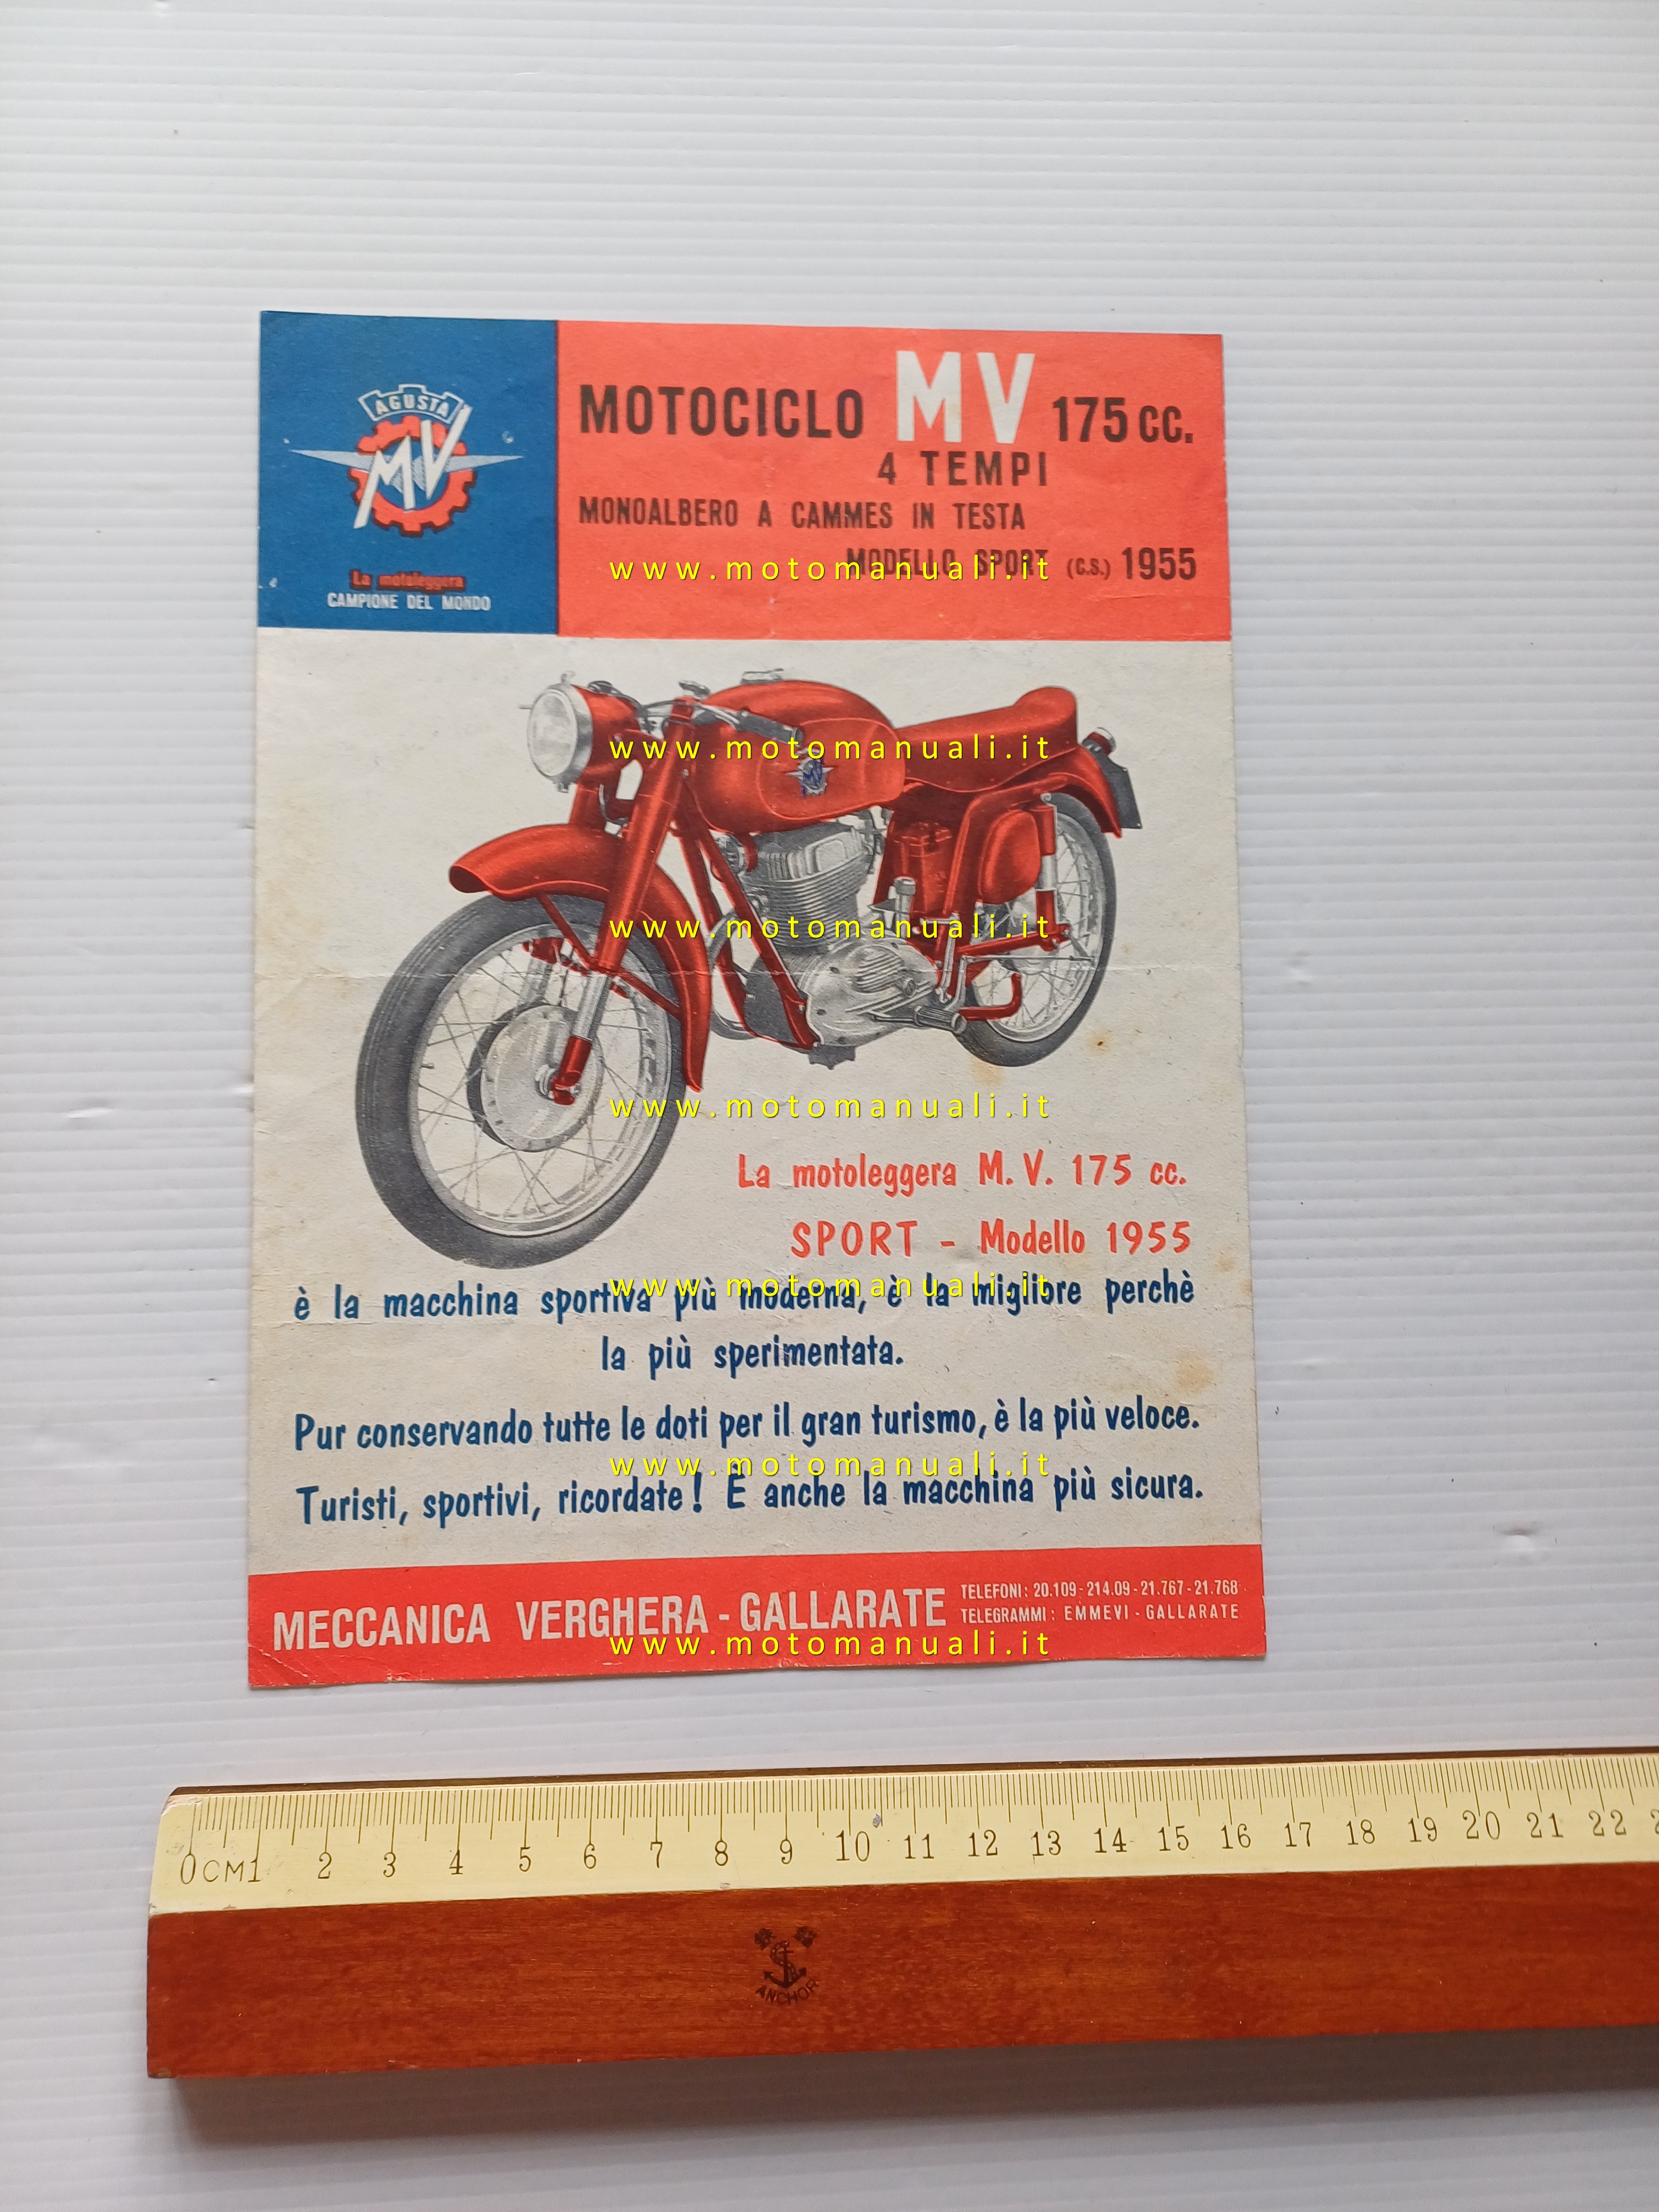 AGUSTA
MV
La motoleggera
CAMPIONE DEL MONDO
MOTOCICLO MV 175 CC.
4 TEMPI
MONOALBERO A CAMMES IN TESTA
MODELLO SPORT (C.S.) 1955
www.motomanuali.it
www.motomanuali.it
MV
www.motomanuali.it
www.motomanuali.it
La motoleggera M. V. 175 cc.
SPORT - Modello 1955
è la macchina sportiva più moderna, è la migliore perchè
www.motomanuali.it
la più sperimentata.
Pur conservando tutte le doti per il gran turismo, è la più veloce.
www.motomanuali.it
Turisti, sportivi, ricordate! È anche la macchina più sicura.
MECCANICA VERGHERA - GALLARATE
TELEFONI: 20.109 - 214.09 - 21.767 - 21.768
TELEGRAMMI: EMMEVI - GALLARATE
www.motomanuali.it
0CM1 2 3 4 5 6 7 8 9 10 11 12 13 14 15 16 17 18 19 20 21 22
ANCHOR